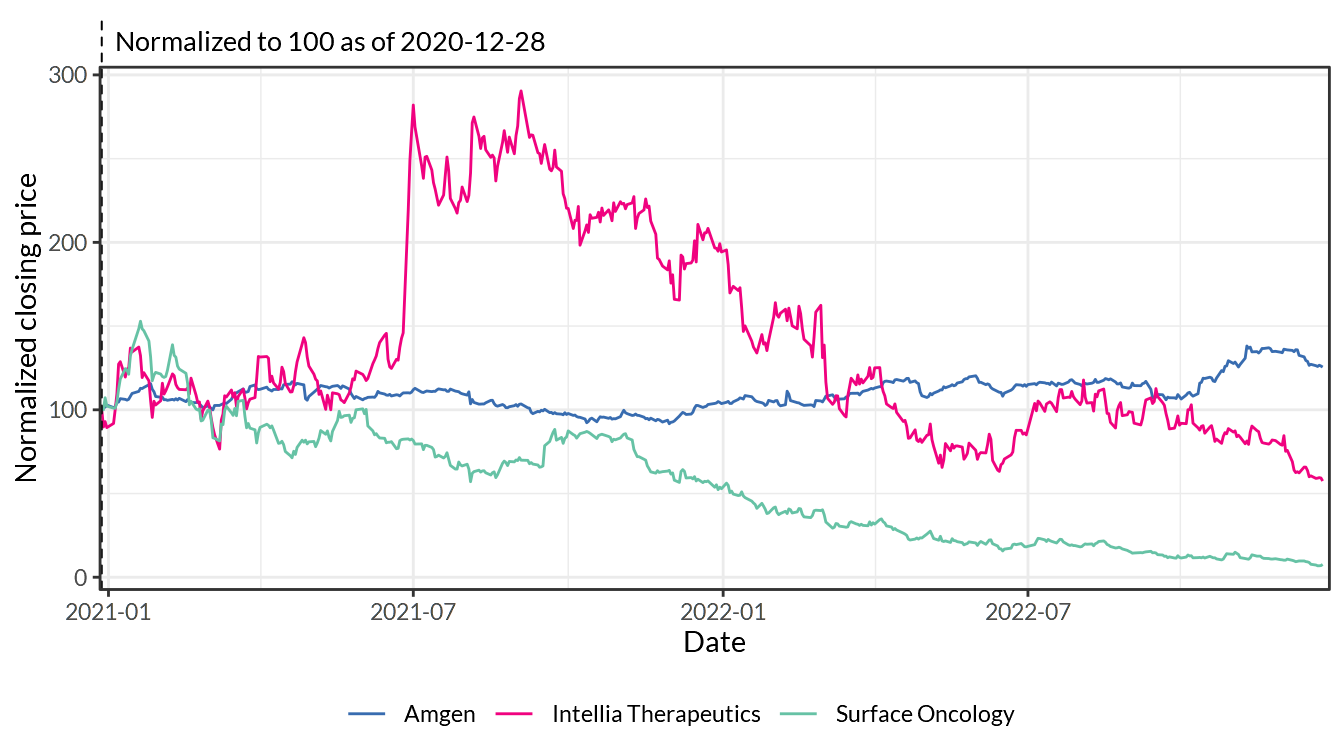 Normalized to 100 as of 2020-12-28
Normalized closing price
300
200
100
0
2021-01 2021-07 2022-01 2022-07
Date
Amgen Intellia Therapeutics Surface Oncology